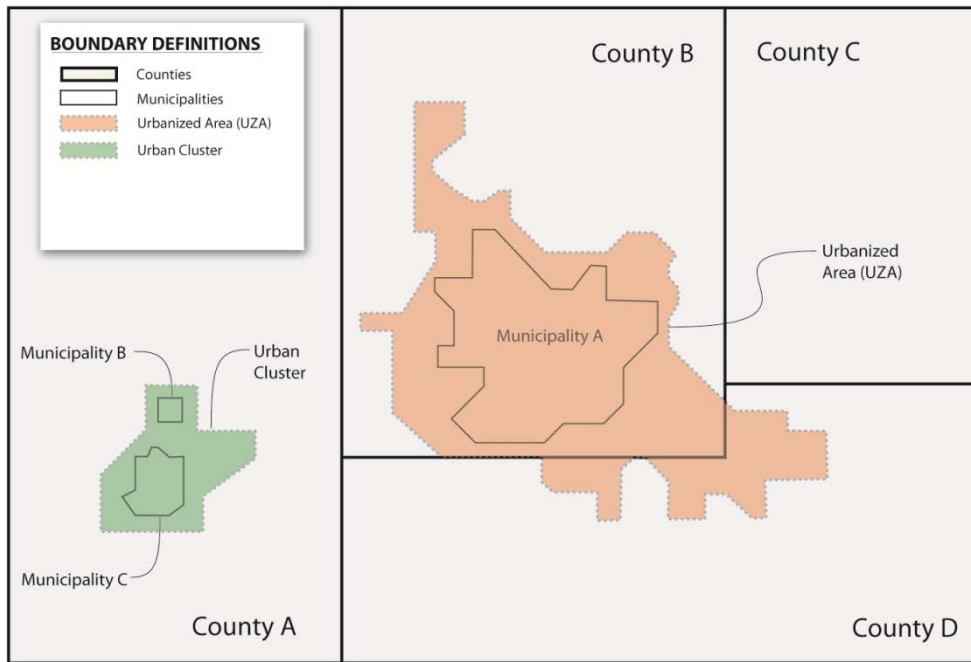 BOUNDARY DEFINITIONS
Counties
Municipalities
Urbanized Area (UZA)
Urban Cluster
County B
County C
Urbanized
Area (UZA)
Municipality A
Municipality B
Urban
Cluster
Municipality C
County A
County D